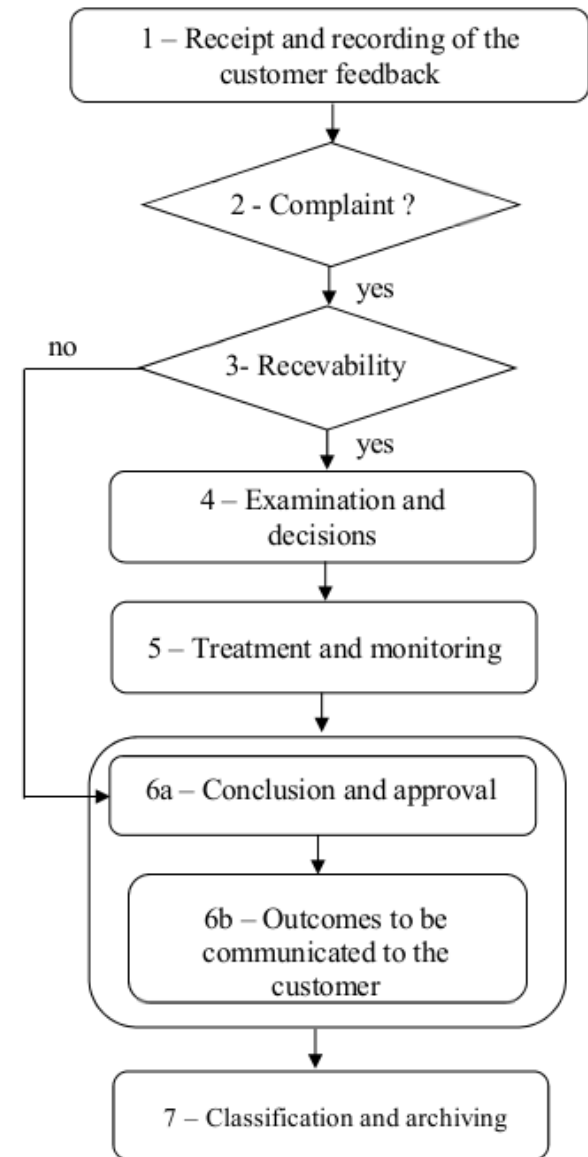 1 – Receipt and recording of the
customer feedback
2 - Complaint ?
yes
no
3- Recevability
yes
4 – Examination and
decisions
5 – Treatment and monitoring
6a – Conclusion and approval
6b – Outcomes to be
communicated to the
customer
7 – Classification and archiving